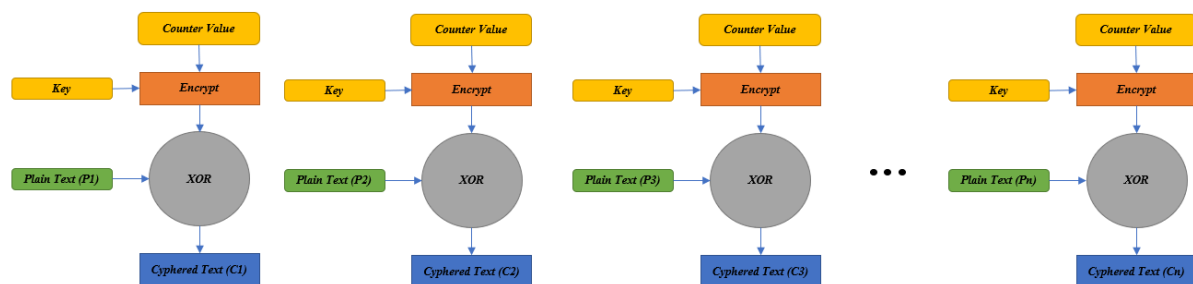 Counter Value Counter Value Counter Value Counter Value
Key Encrypt Key Encrypt Key Encrypt Key Encrypt
Plain Text (P1) XOR Plain Text (P2) XOR Plain Text (P3) XOR ... Plain Text (Pn) XOR
Cyphered Text (C1) Cyphered Text (C2) Cyphered Text (C3) Cyphered Text (Cn)